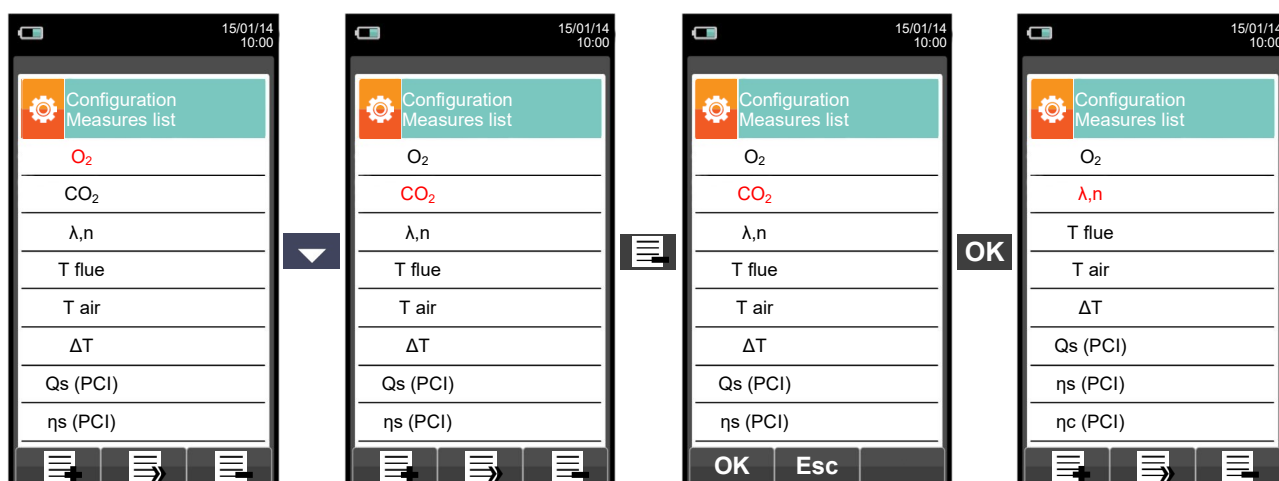 15/01/14
10:00
Configuration
Measures list
O₂
CO₂
λ,n
T flue
T air
ΔT
Qs (PCI)
ηs (PCI)
15/01/14
10:00
Configuration
Measures list
O₂
CO₂
λ,n
T flue
T air
ΔT
Qs (PCI)
ηs (PCI)
15/01/14
10:00
Configuration
Measures list
O₂
CO₂
λ,n
T flue
T air
ΔT
Qs (PCI)
ηs (PCI)
OK Esc
OK
15/01/14
10:00
Configuration
Measures list
O₂
λ,n
T flue
T air
ΔT
Qs (PCI)
ηs (PCI)
ηc (PCI)